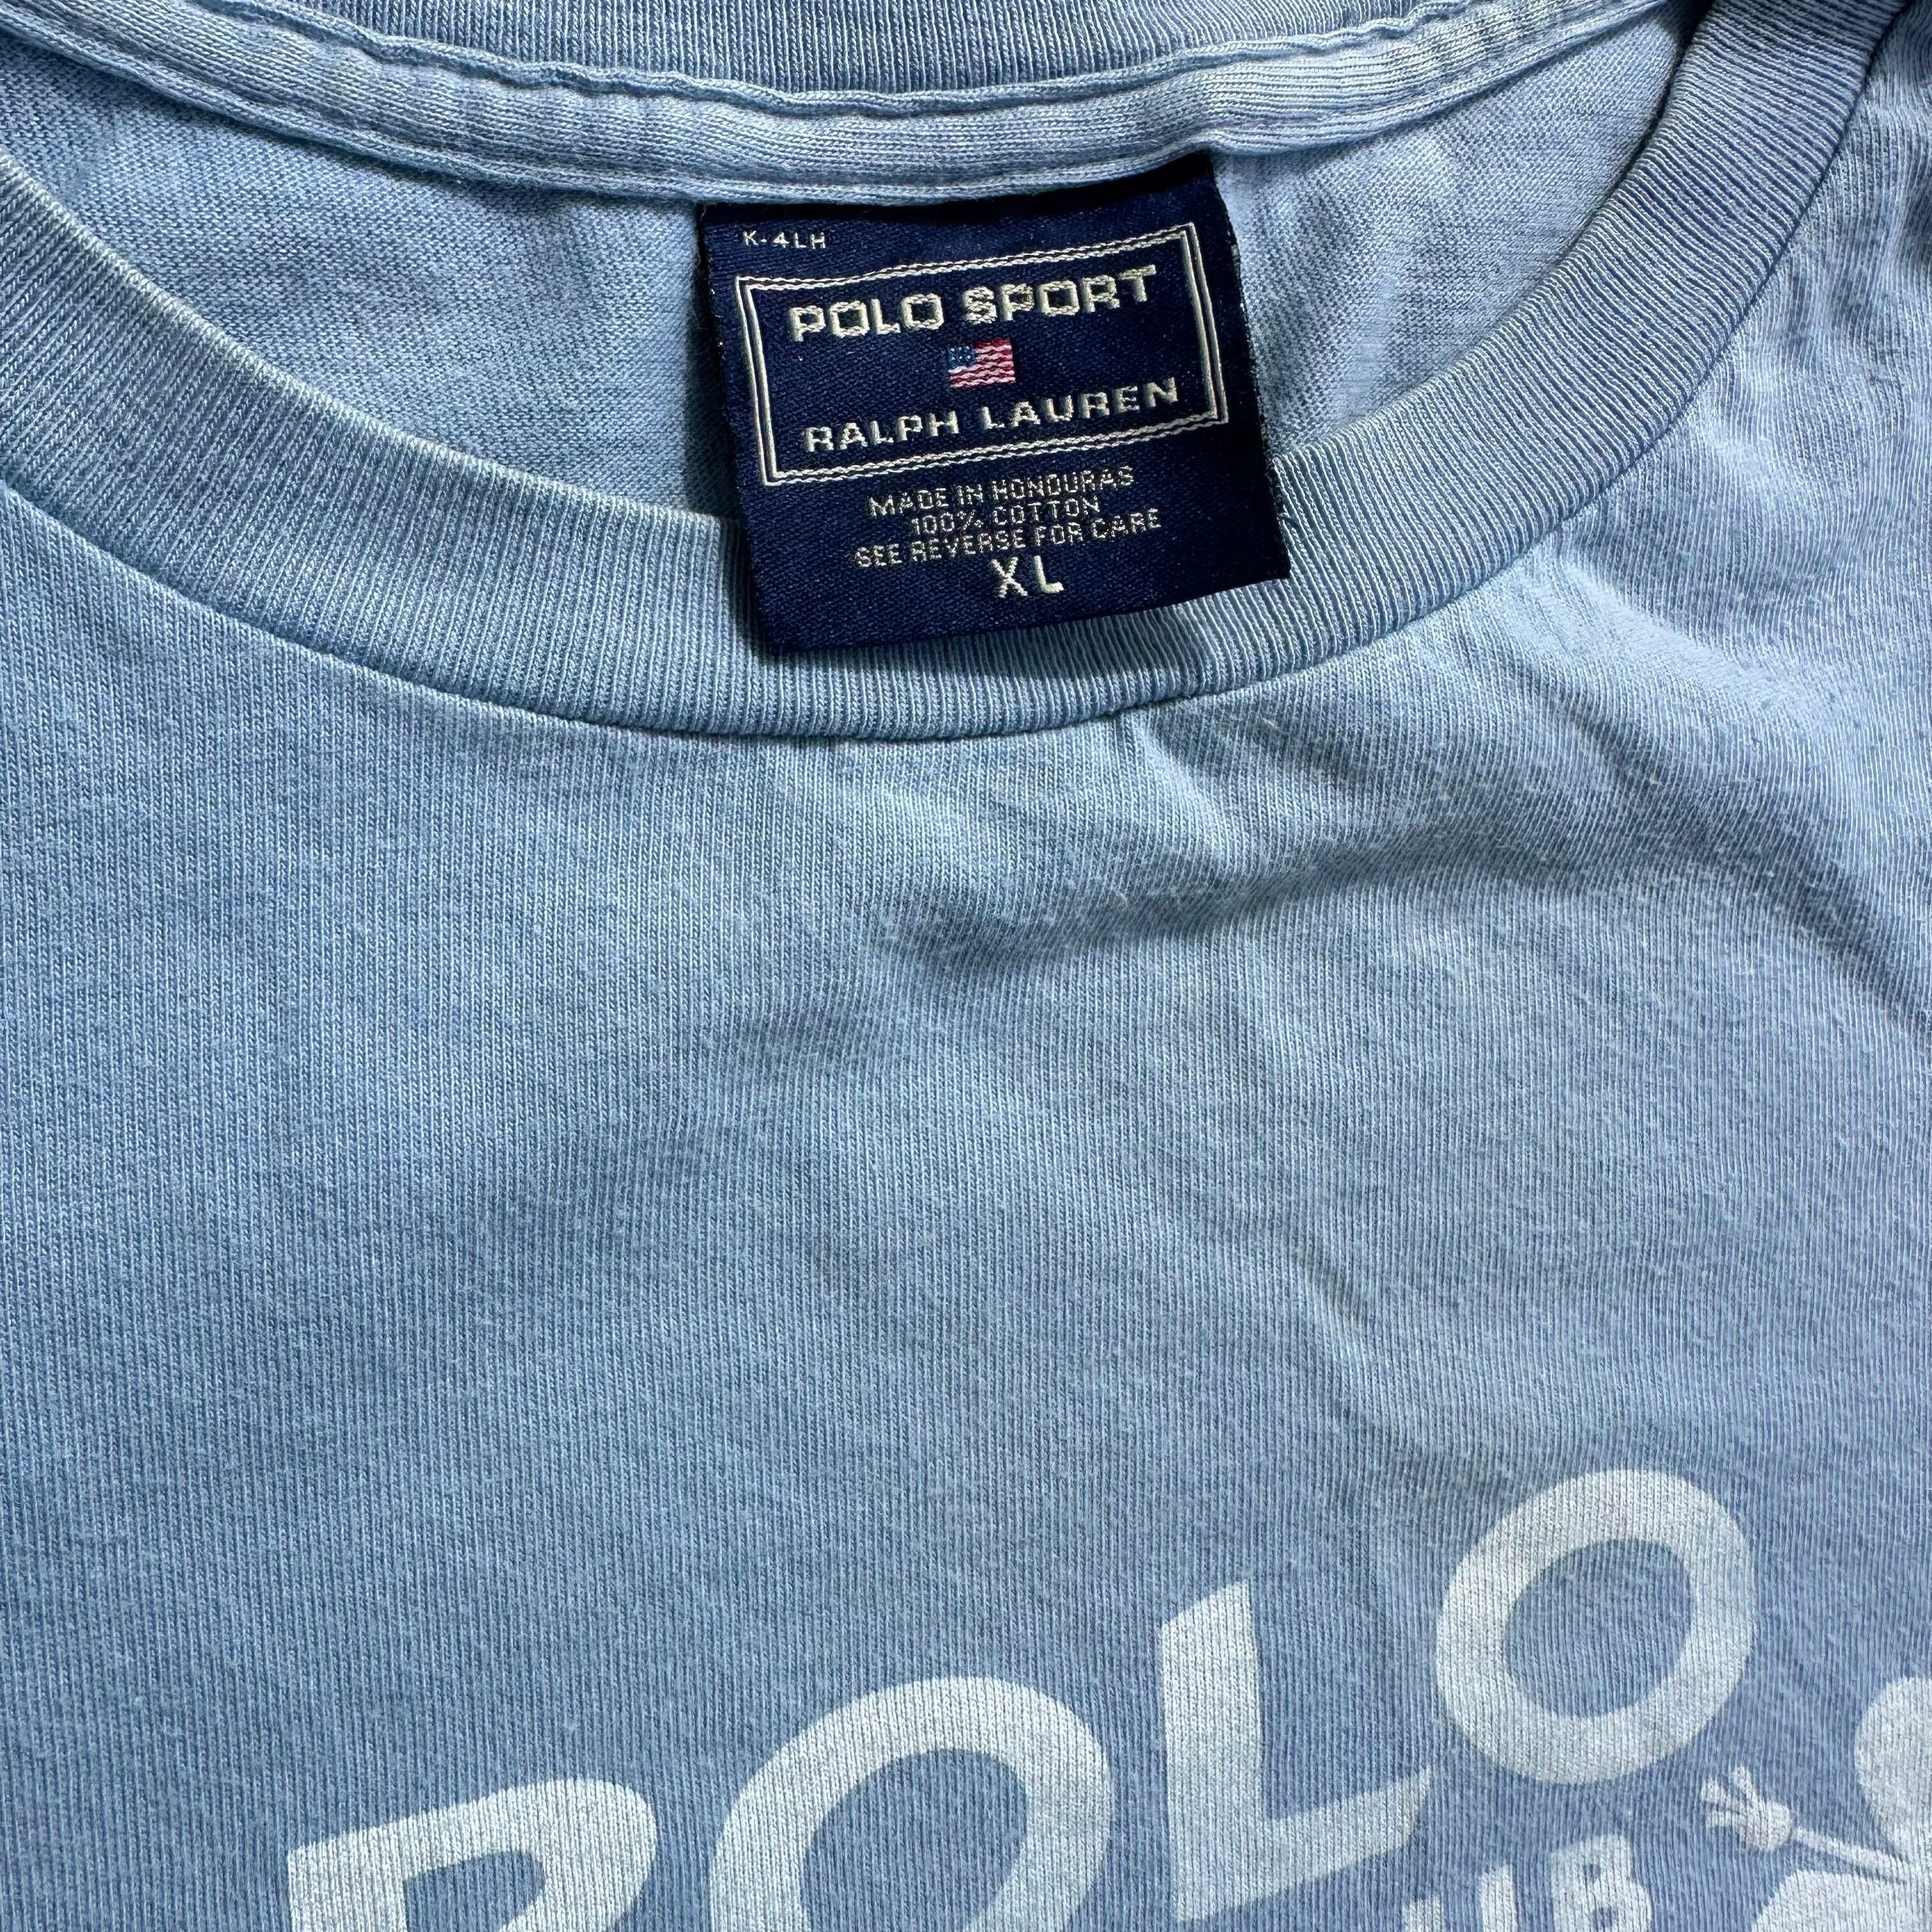 K-4LH
POLO SPORT
RALPH LAUREN
MADE IN HONDURAS
100% COTTON
SEE REVERSE FOR CARE
XL
POLO